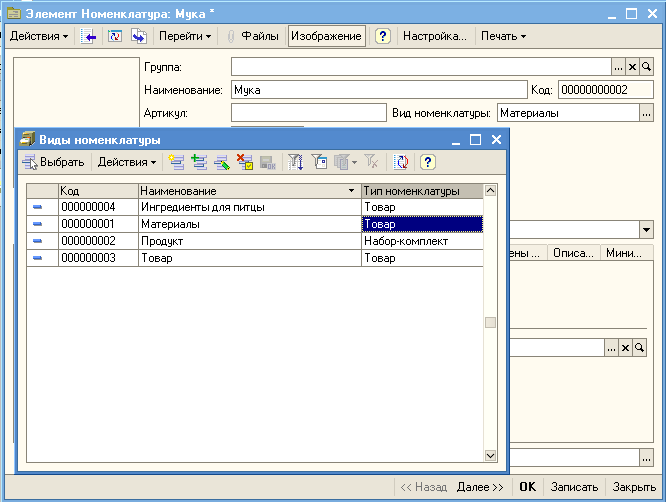 Элемент Номенклатура: Мука *
Действия Перейти Файлы Изображение ? Настройка... Печать
Группа: ... x
Наименование: Мука Код: 00000000002
Артикул: Вид номенклатуры: Материалы ...
Виды номенклатуры
Выбрать Действия ?
Код Наименование Тип номенклатуры
000000004 Ингредиенты для питцы Товар
000000001 Материалы Товар
000000002 Продукт Набор-комплект
000000003 Товар Товар
ены ... Описа... Мини...
... x
...
<< Назад Далее >> OK Записать Закрыть